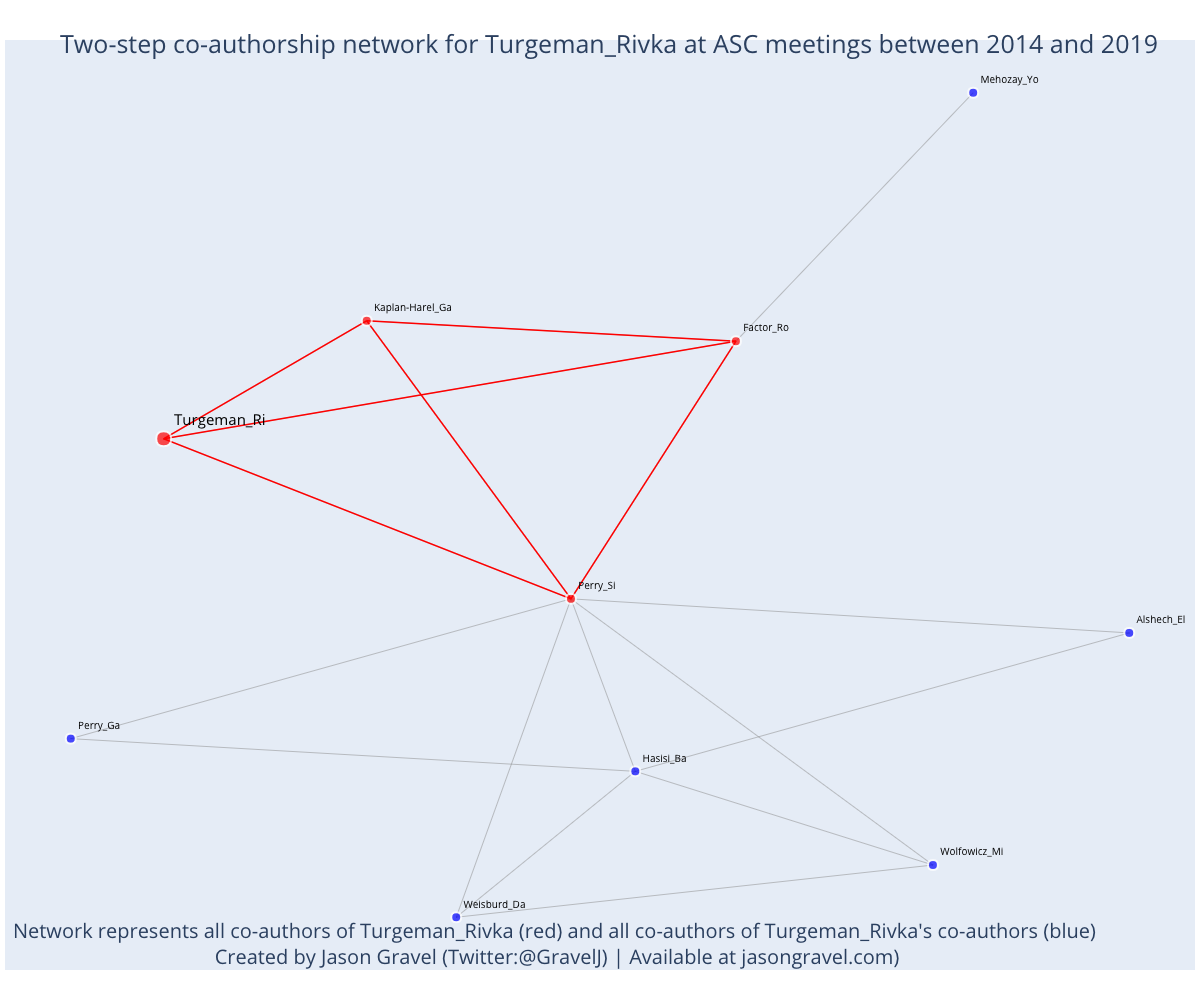 Two-step co-authorship network for Turgeman_Rivka at ASC meetings between 2014 and 2019
Mehozay_Yo
Kaplan-Harel_Ga
Factor_Ro
Turgeman_Ri
Perry_Si
Alshech_El
Perry_Ga
Hasisi_Ba
Wolfowicz_Mi
Weisburd_Da
Network represents all co-authors of Turgeman_Rivka (red) and all co-authors of Turgeman_Rivka's co-authors (blue)
Created by Jason Gravel (Twitter:@GravelJ) | Available at jasongravel.com)